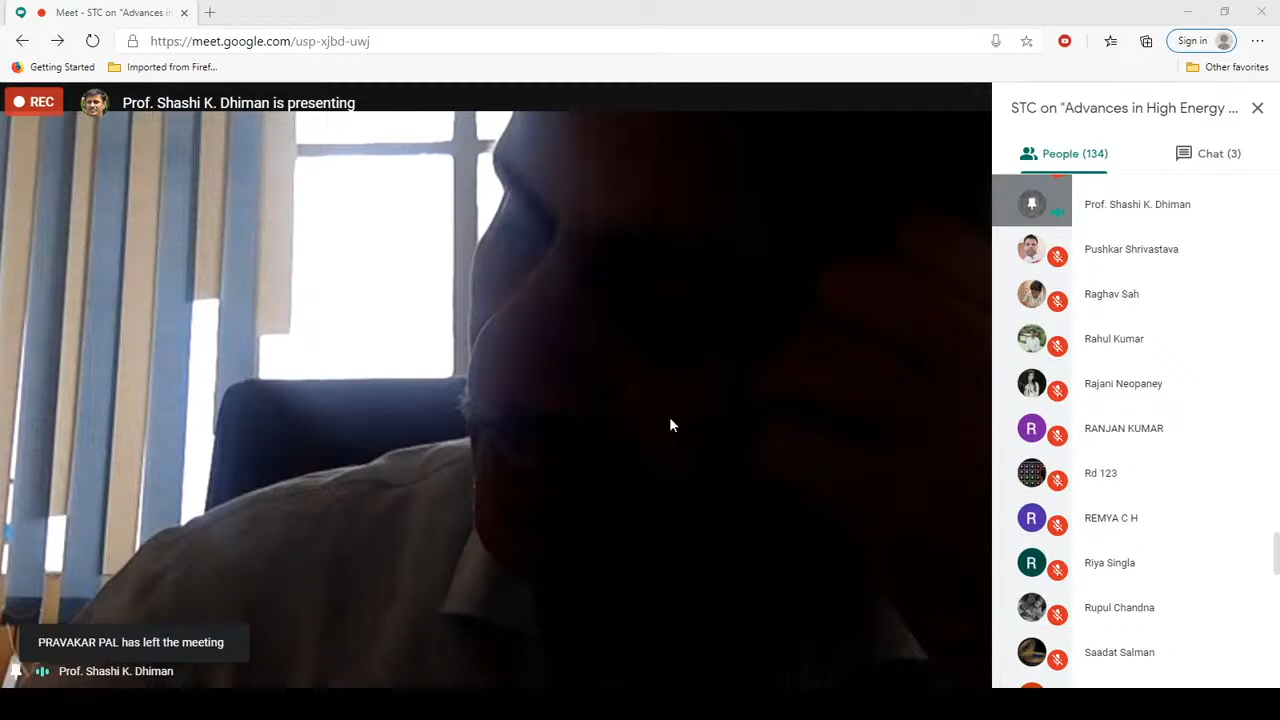 Meet - STC on "Advances in
https://meet.google.com/usp-xjbd-uwj
Sign in
Getting Started
Imported from Firef...
Other favorites
REC
Prof. Shashi K. Dhiman is presenting
STC on "Advances in High Energy ...
People (134)
Chat (3)
Prof. Shashi K. Dhiman
Pushkar Shrivastava
Raghav Sah
Rahul Kumar
Rajani Neopaney
R
RANJAN KUMAR
Rd 123
R
REMYA C H
R
Riya Singla
Rupul Chandna
Saadat Salman
PRAVAKAR PAL has left the meeting
Prof. Shashi K. Dhiman